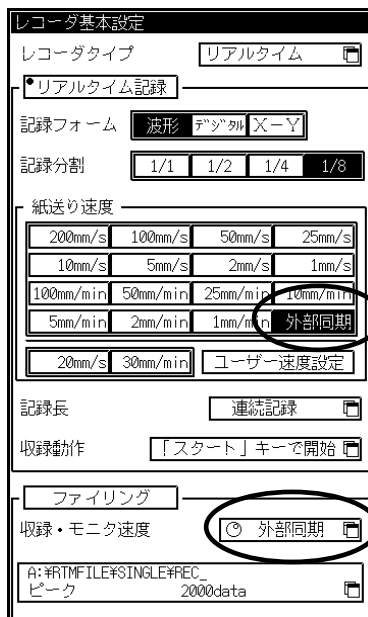 レコーダ基本設定
レコーダタイプ リアルタイム
リアルタイム記録
記録フォーム 波形 デジタル X－Y
記録分割 1/1 1/2 1/4 1/8
紙送り速度
200mm/s 100mm/s 50mm/s 25mm/s
10mm/s 5mm/s 2mm/s 1mm/s
100mm/min 50mm/min 25mm/min 10mm/min
5mm/min 2mm/min 1mm/min 外部同期
20mm/s 30mm/min ユーザー速度設定
記録長 連続記録
収録動作 「スタート」キーで開始
ファイリング
収録・モニタ速度 外部同期
A:¥RTMFILE¥SINGLE¥REC_
ピーク 2000data